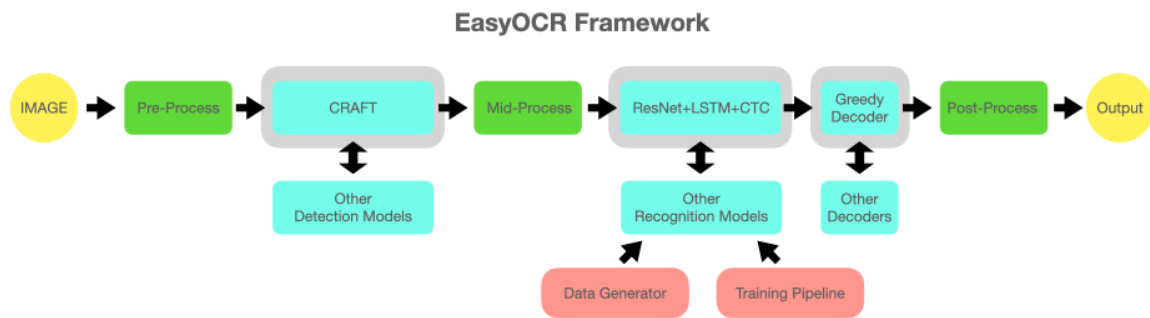 EasyOCR Framework
IMAGE
Pre-Process
CRAFT
Mid-Process
ResNet+LSTM+CTC
Greedy
Decoder
Post-Process
Output
Other
Detection Models
Other
Recognition Models
Other
Decoders
Data Generator
Training Pipeline